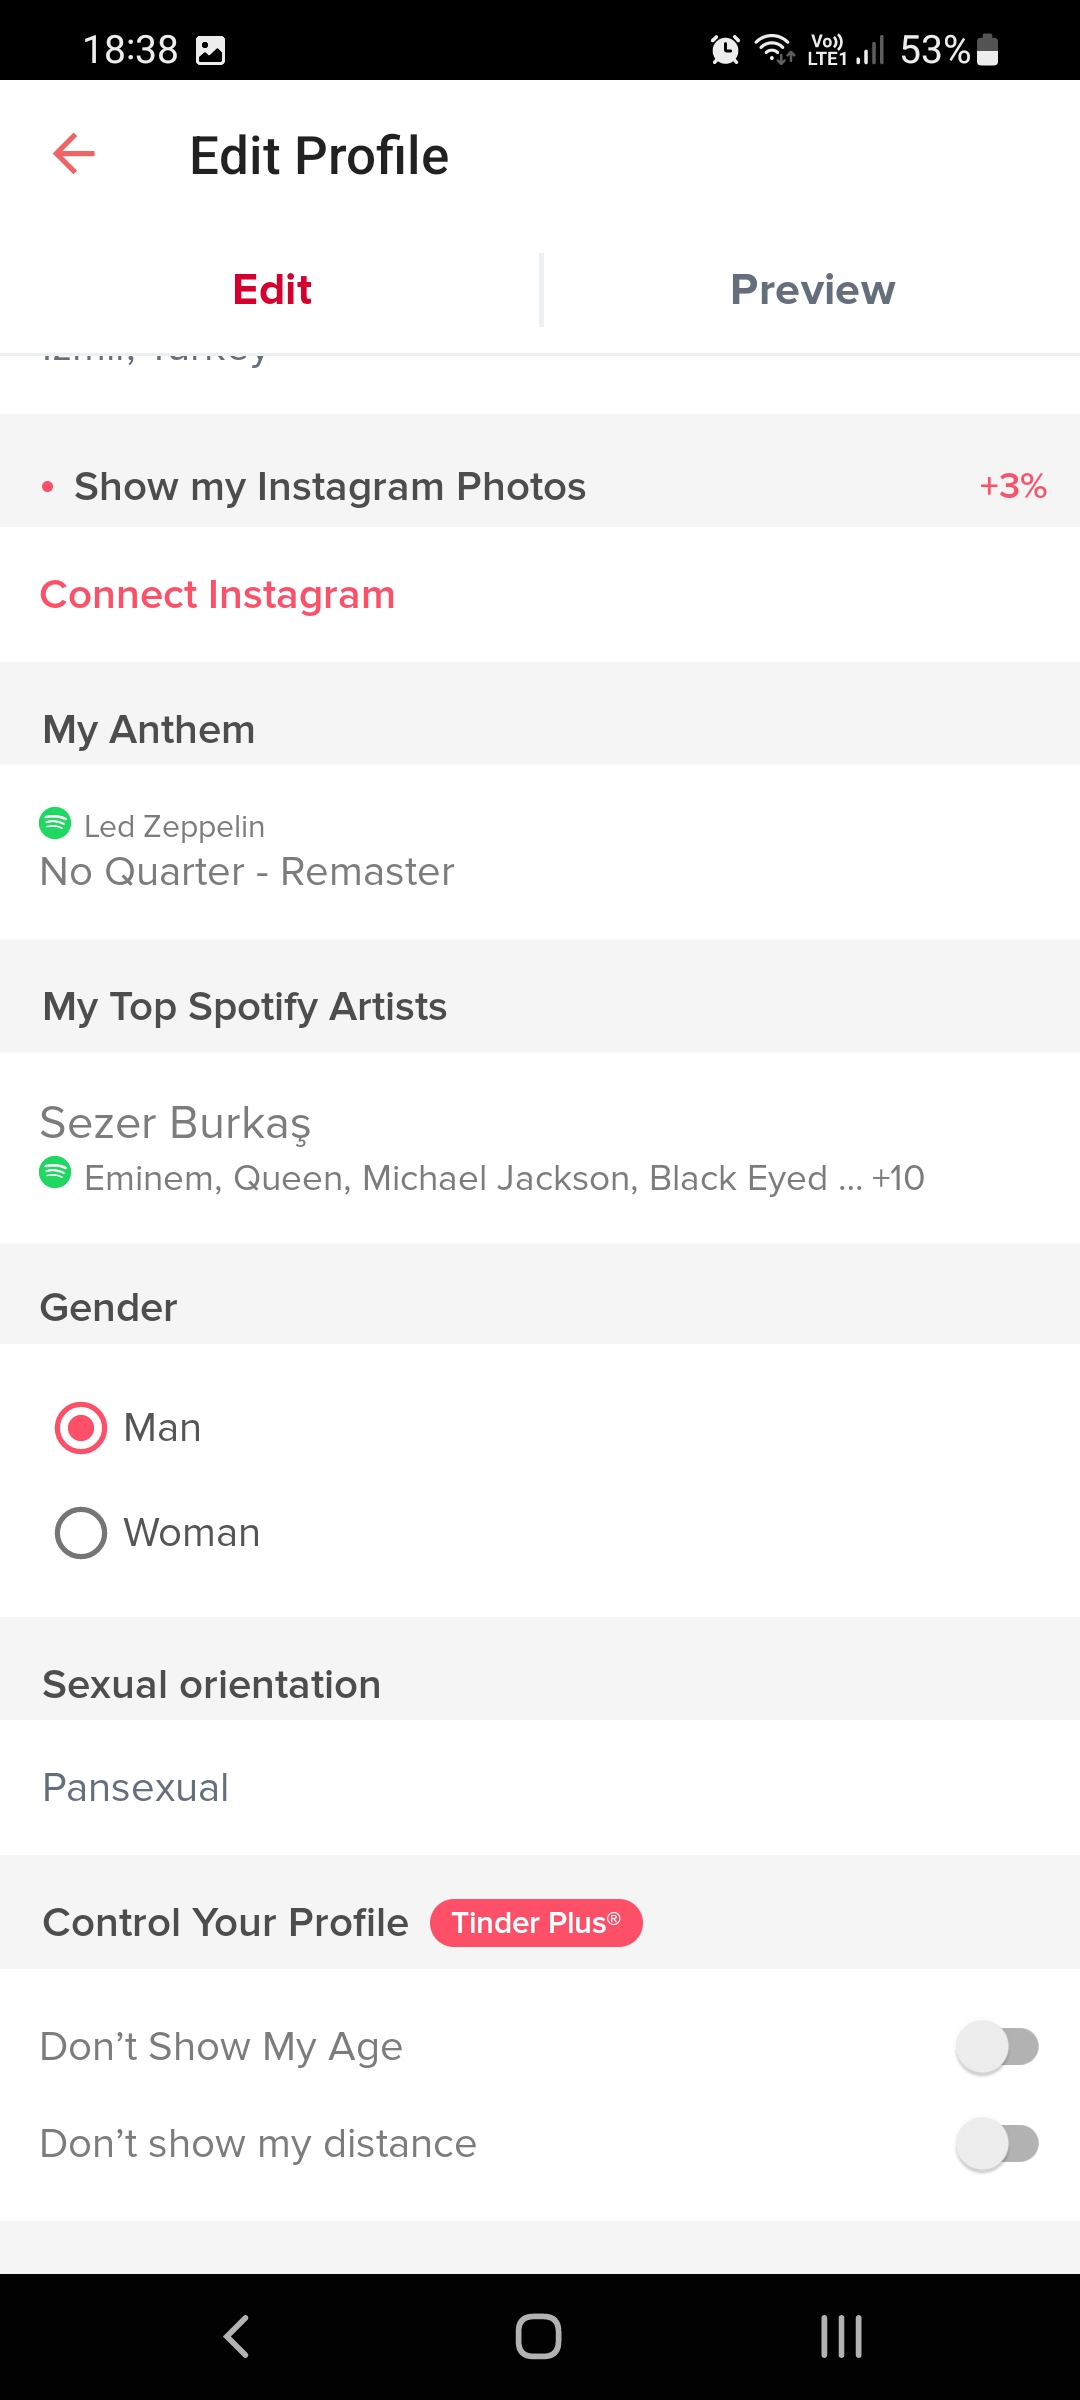 18:38
Vo)) LTE1 53%
Edit Profile
Edit
Preview
Izmir, Turkey
Show my Instagram Photos
+3%
Connect Instagram
My Anthem
Led Zeppelin
No Quarter - Remaster
My Top Spotify Artists
Sezer Burkaş
Eminem, Queen, Michael Jackson, Black Eyed ... +10
Gender
Man
Woman
Sexual orientation
Pansexual
Control Your Profile Tinder Plus®
Don’t Show My Age
Don’t show my distance